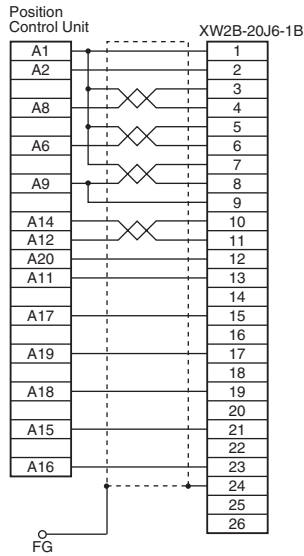 Position
Control Unit
XW2B-20J6-1B
A1
A2
A8
A6
A9
A14
A12
A20
A11
A17
A19
A18
A15
A16
1
2
3
4
5
6
7
8
9
10
11
12
13
14
15
16
17
18
19
20
21
22
23
24
25
26
FG